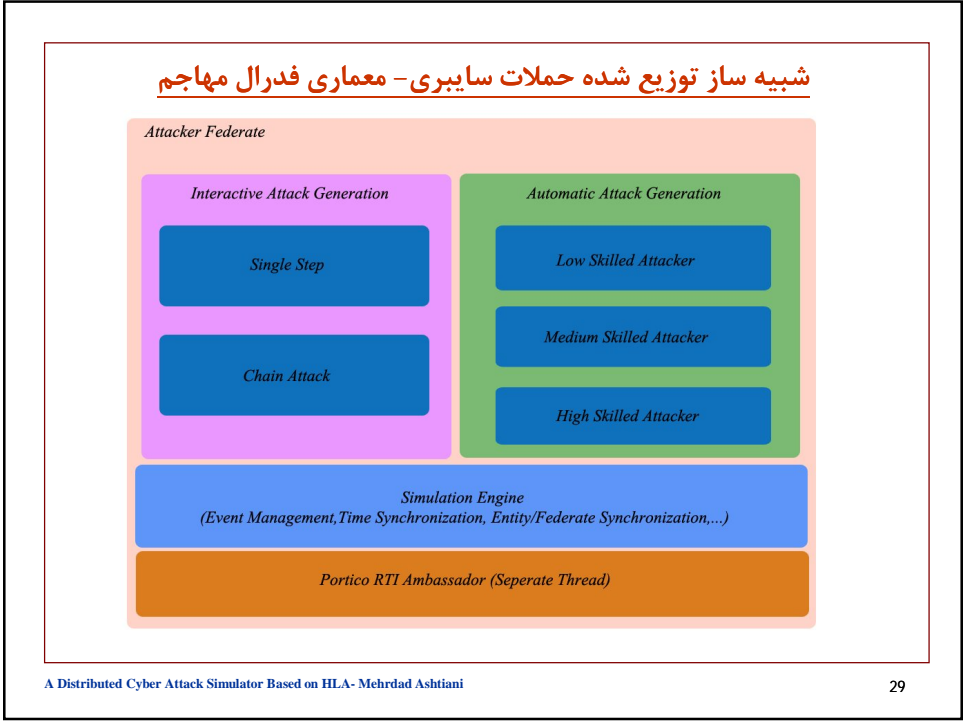 شبیه ساز توزیع شده حملات سایبری- معماری فدرال مهاجم
Attacker Federate
Interactive Attack Generation
Single Step
Chain Attack
Automatic Attack Generation
Low Skilled Attacker
Medium Skilled Attacker
High Skilled Attacker
Simulation Engine
(Event Management,Time Synchronization, Entity/Federate Synchronization,...)
Portico RTI Ambassador (Seperate Thread)
A Distributed Cyber Attack Simulator Based on HLA- Mehrdad Ashtiani
29